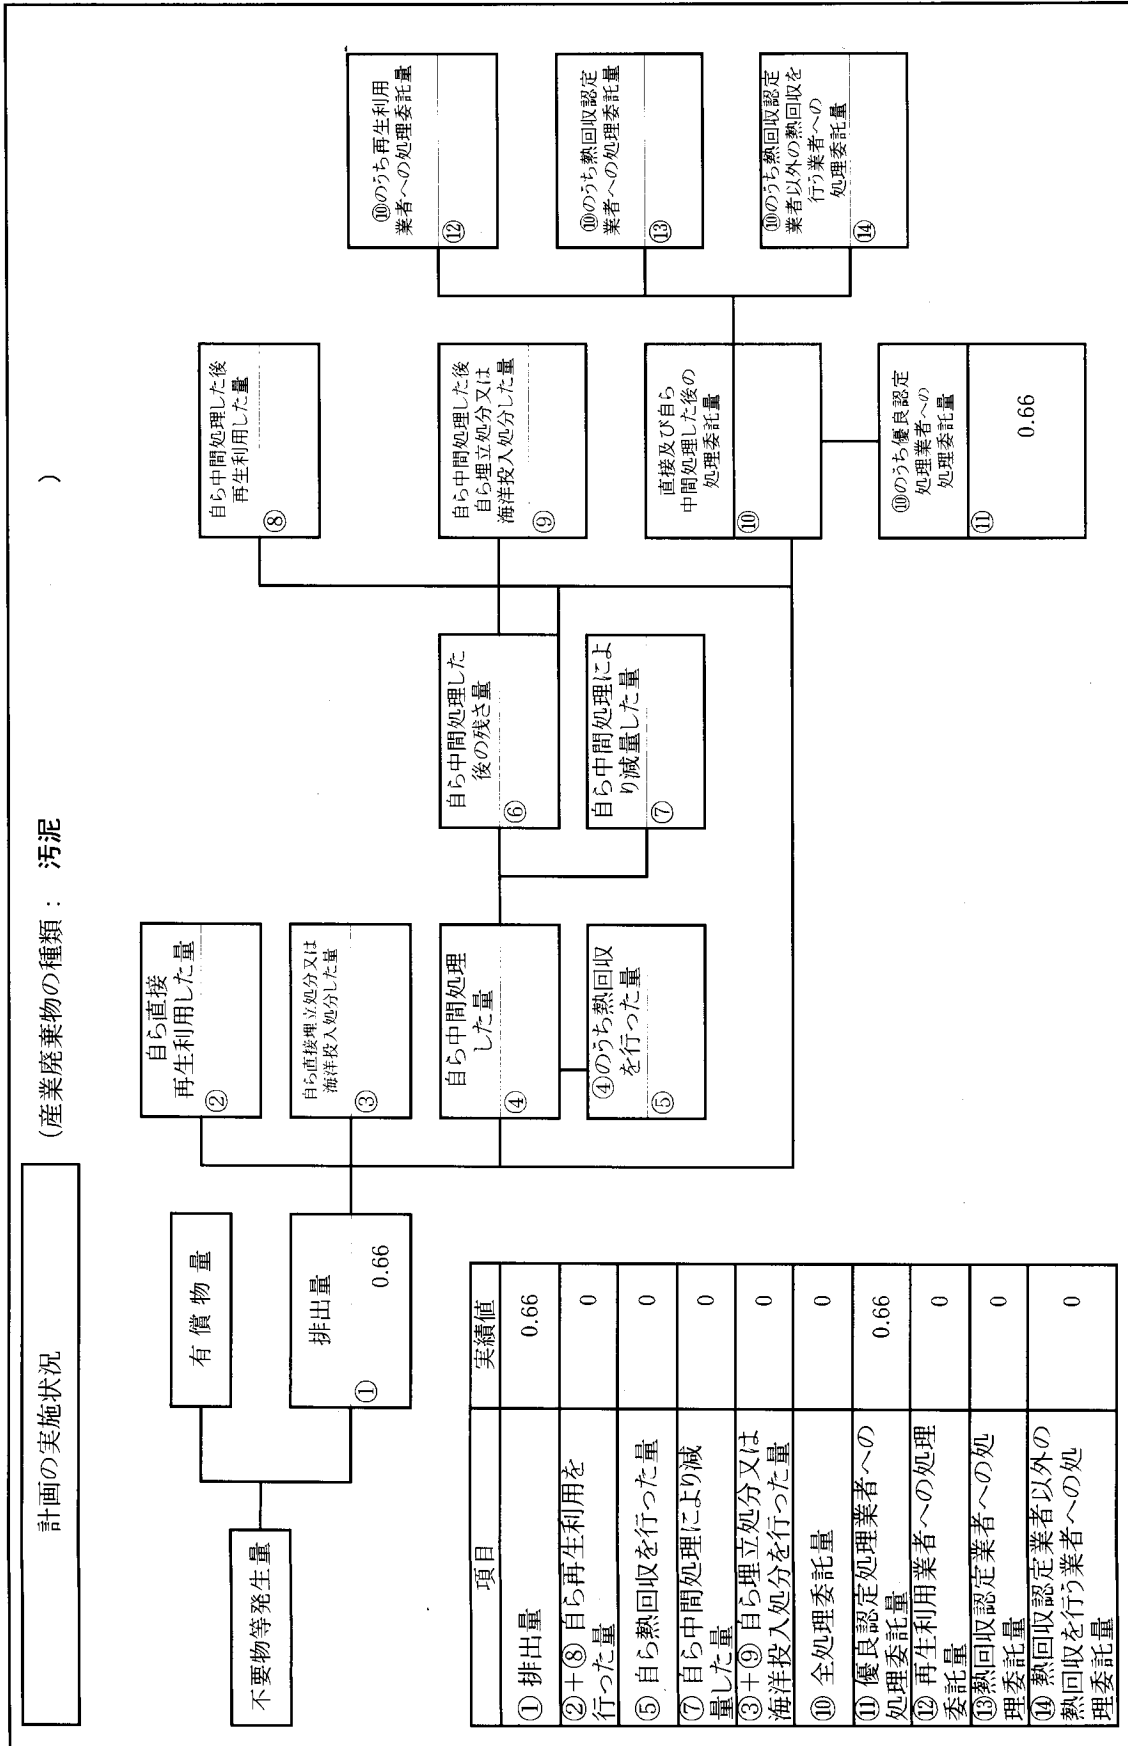 計画の実施状況
(産業廃棄物の種類： 汚泥 )
不要物等発生量
有 償 物 量
排出量
① 0.66
自ら直接
再生利用した量
②
自ら直接埋立処分又は
海洋投入処分した量
③
自ら中間処理
した量
④
④のうち熱回収
を行った量
⑤
自ら中間処理した
後の残さ量
⑥
自ら中間処理によ
り減量した量
⑦
自ら中間処理した後
再生利用した量
⑧
自ら中間処理した後
自ら埋立処分又は
海洋投入処分した量
⑨
直接及び自ら
中間処理した後の
処理委託量
⑩
⑩のうち優良認定
処理業者への
処理委託量
⑪ 0.66
⑩のうち再生利用
業者への処理委託量
⑫
⑩のうち熱回収認定
業者への処理委託量
⑬
⑩のうち熱回収認定
業者以外の熱回収を
行う業者への
処理委託量
⑭
項目 実績値
① 排出量 0.66
②＋⑧ 自ら再生利用を
行った量 0
⑤ 自ら熱回収を行った量 0
⑦ 自ら中間処理により減
量した量 0
③＋⑨ 自ら埋立処分又は
海洋投入処分を行った量 0
⑩ 全処理委託量 0
⑪ 優良認定処理業者への
処理委託量 0.66
⑫ 再生利用業者への処理
委託量 0
⑬熱回収認定業者への処
理委託量 0
⑭ 熱回収認定業者以外の
熱回収を行う業者への処
理委託量 0